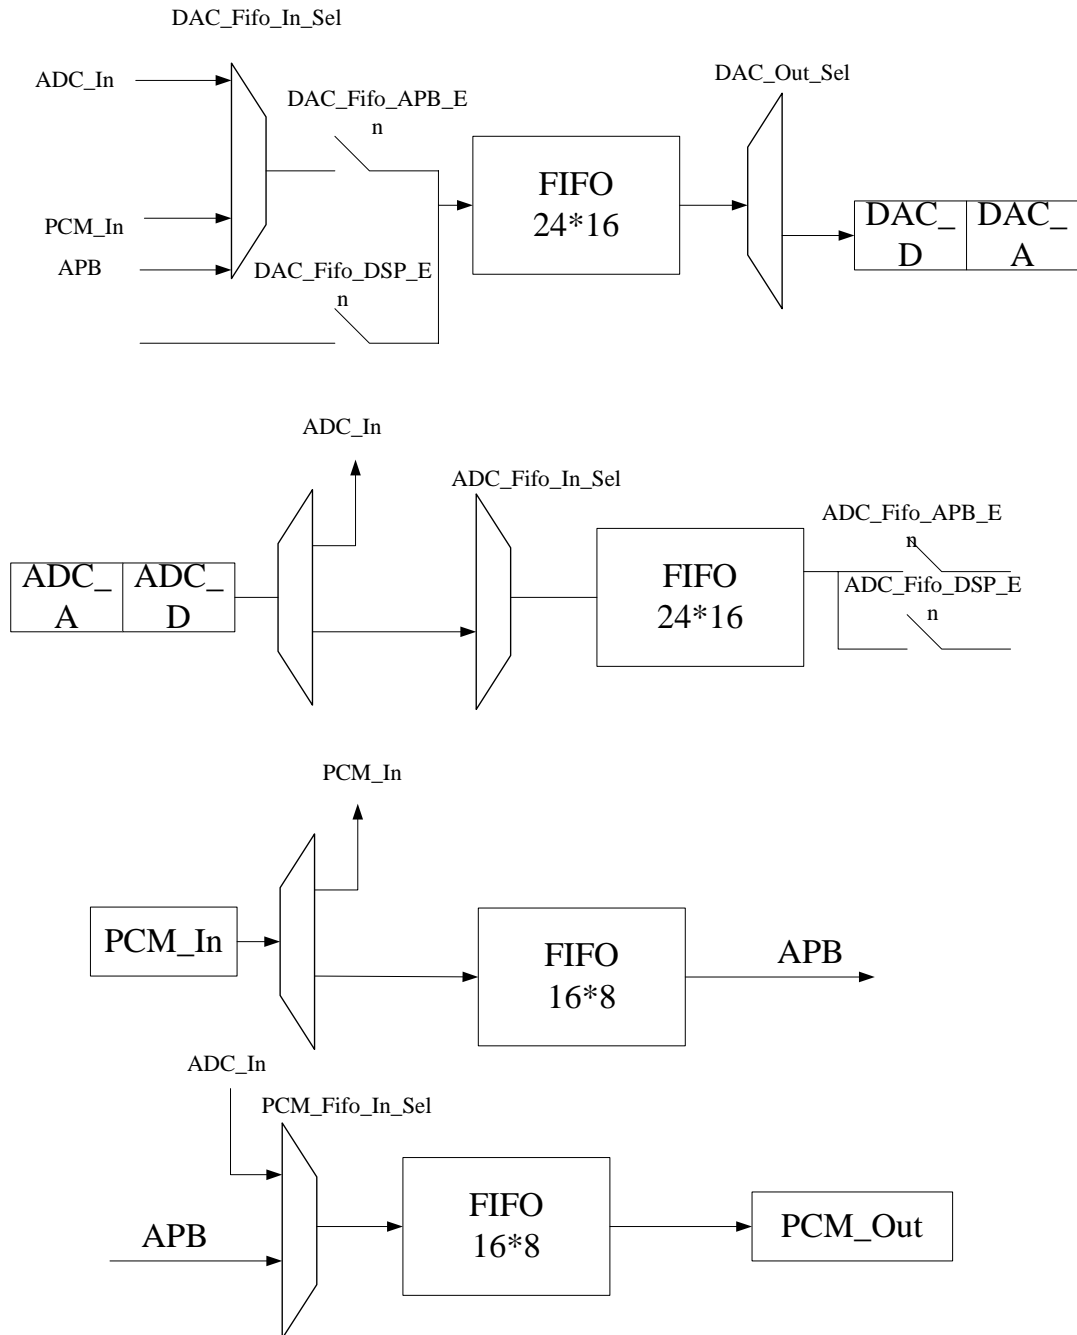 DAC_Fifo_In_Sel
ADC_In
DAC_Out_Sel
DAC_Fifo_APB_E
n
FIFO
24*16
DAC_
D
DAC_
A
PCM_In
APB
DAC_Fifo_DSP_E
n
ADC_In
ADC_Fifo_In_Sel
ADC_Fifo_APB_E
n
ADC_
A
ADC_
D
FIFO
24*16
ADC_Fifo_DSP_E
n
PCM_In
PCM_In
FIFO
16*8
APB
ADC_In
PCM_Fifo_In_Sel
APB
FIFO
16*8
PCM_Out